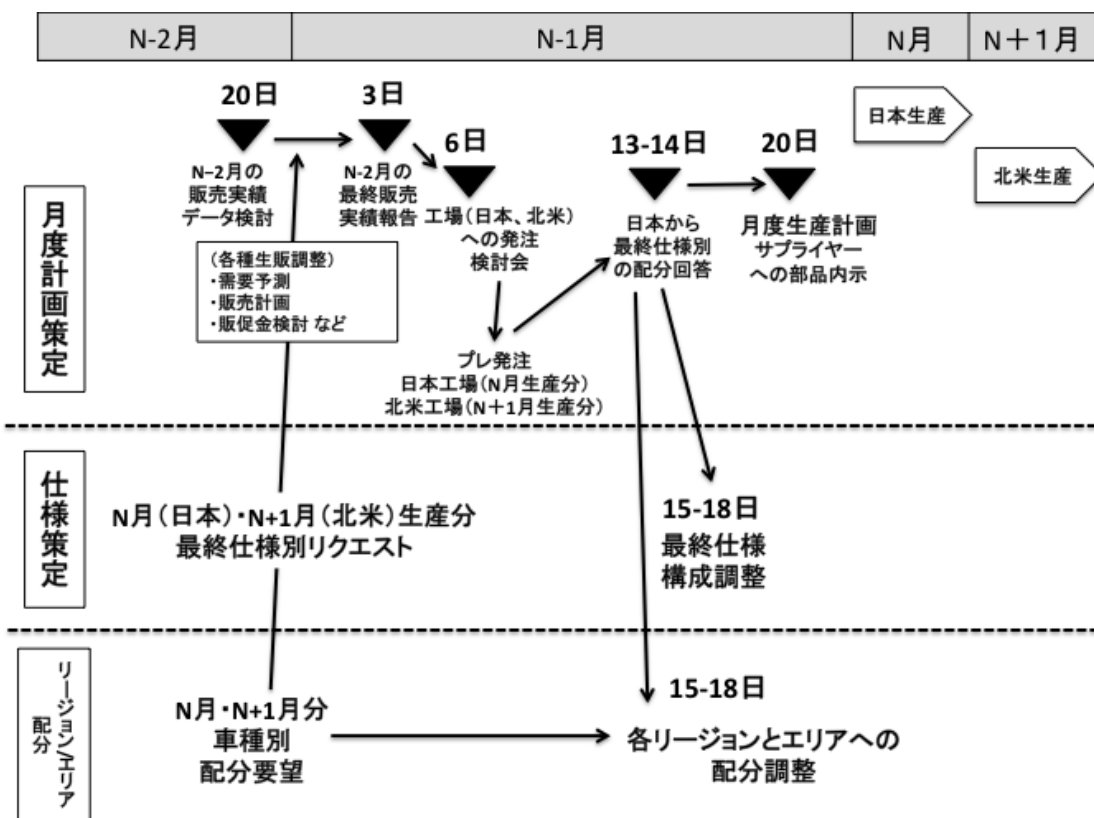 N-2月
N-1月
N月
N＋1月
20日
3日
6日
13-14日
20日
日本生産
北米生産
N−2月の
販売実績
データ検討
N-2月の
最終販売
実績報告
工場（日本、北米）
への発注
検討会
日本から
最終仕様別
の配分回答
月度生産計画
サプライヤー
への部品内示
（各種生販調整）
・需要予測
・販売計画
・販促金検討 など
プレ発注
日本工場（N月生産分）
北米工場（N＋1月生産分）
月度計画策定
仕様策定
N月（日本）・N+1月（北米）生産分
最終仕様別リクエスト
15-18日
最終仕様
構成調整
リージョン/エリア
配分
N月・N+1月分
車種別
配分要望
15-18日
各リージョンとエリアへの
配分調整